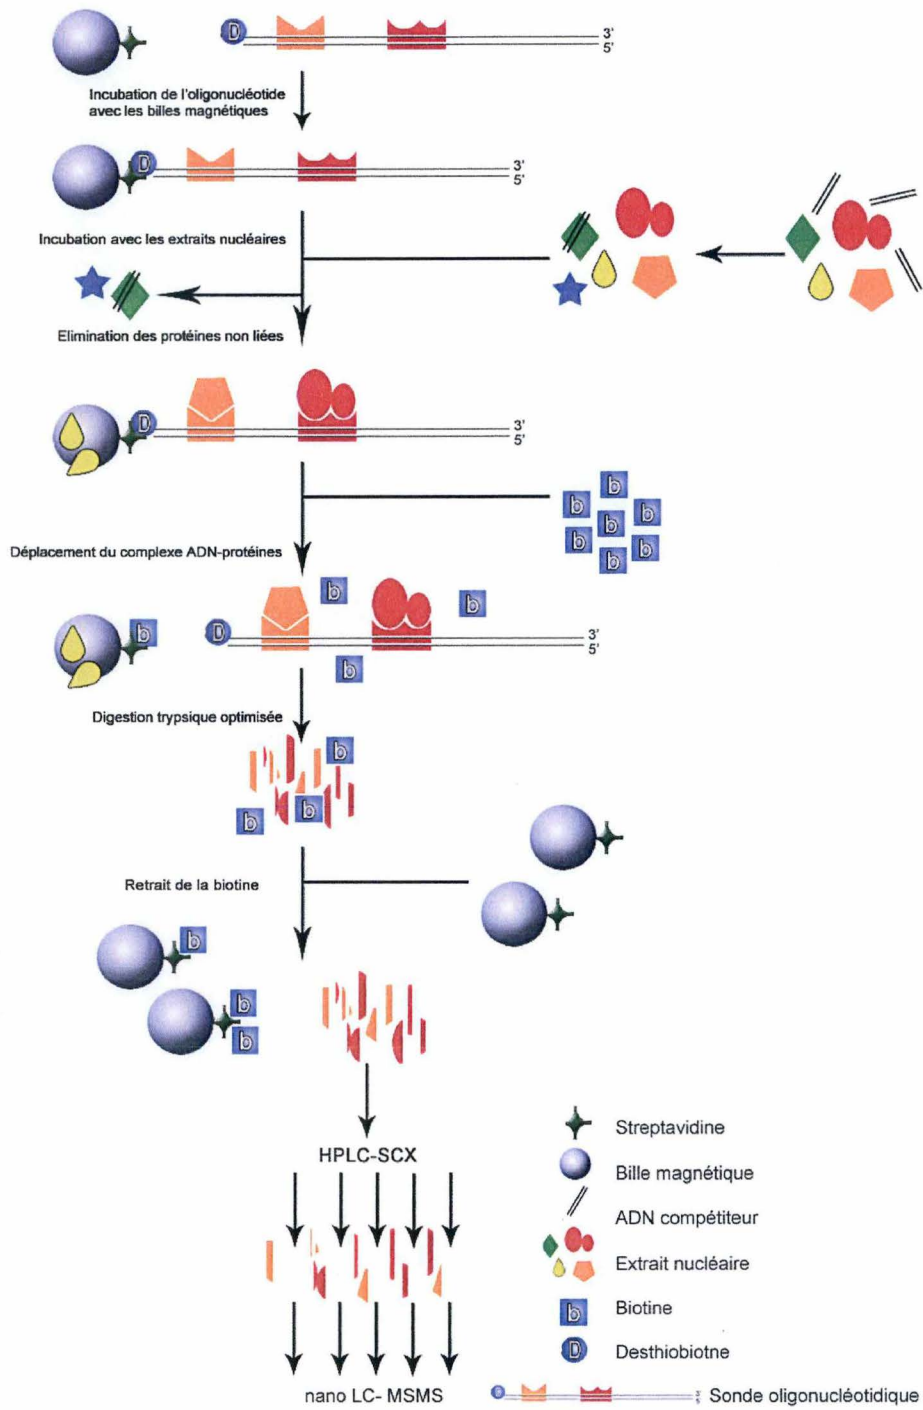 D
3'
5'
Incubation de l'oligonucléotide
avec les billes magnétiques
D
3'
5'
Incubation avec les extraits nucléaires
Elimination des protéines non liées
D
3'
5'
b
b
b
b
b
b
b
Déplacement du complexe ADN-protéines
b
b
b
D
3'
5'
b
Digestion trypsique optimisée
b
b
b
Retrait de la biotine
b
b
b
HPLC-SCX
Streptavidine
Bille magnétique
ADN compétiteur
Extrait nucléaire
b Biotine
D Desthiobiotne
nano LC- MSMS
Sonde oligonucléotidique